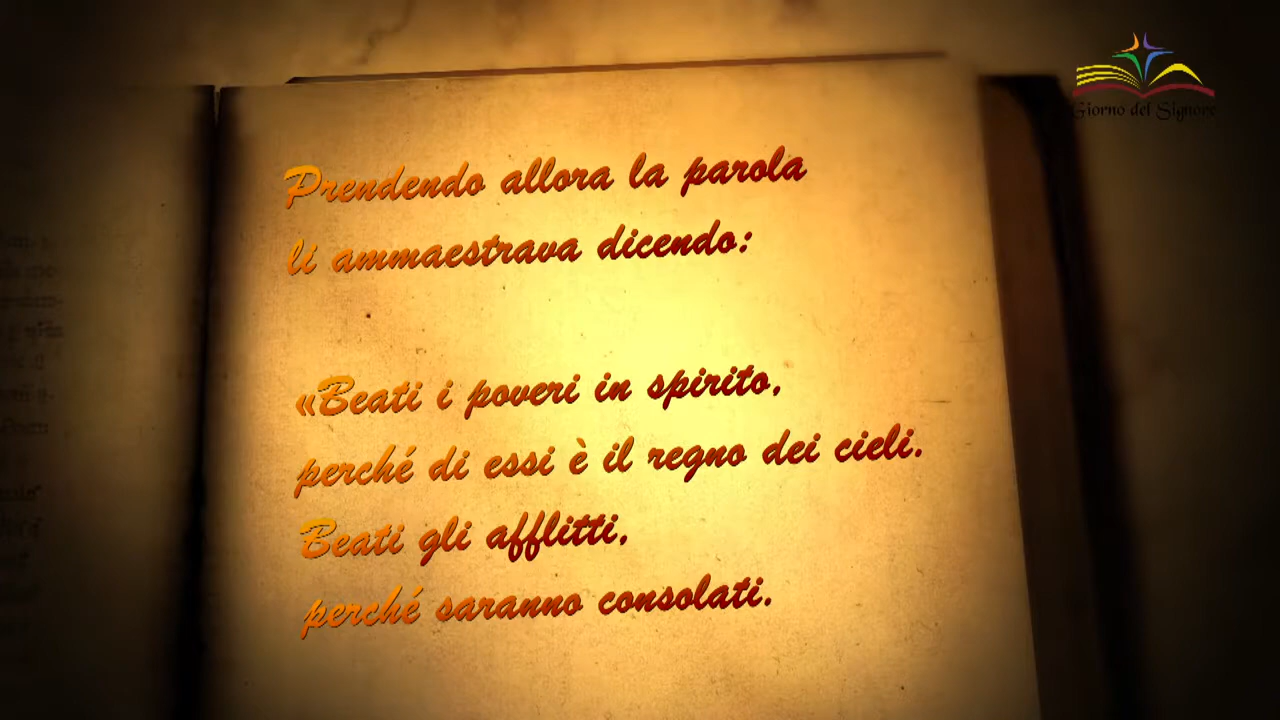 Giorno del Signore
Prendendo allora la parola
li ammaestrava dicendo:
«Beati i poveri in spirito,
perché di essi è il regno dei cieli.
Beati gli afflitti,
perché saranno consolati.